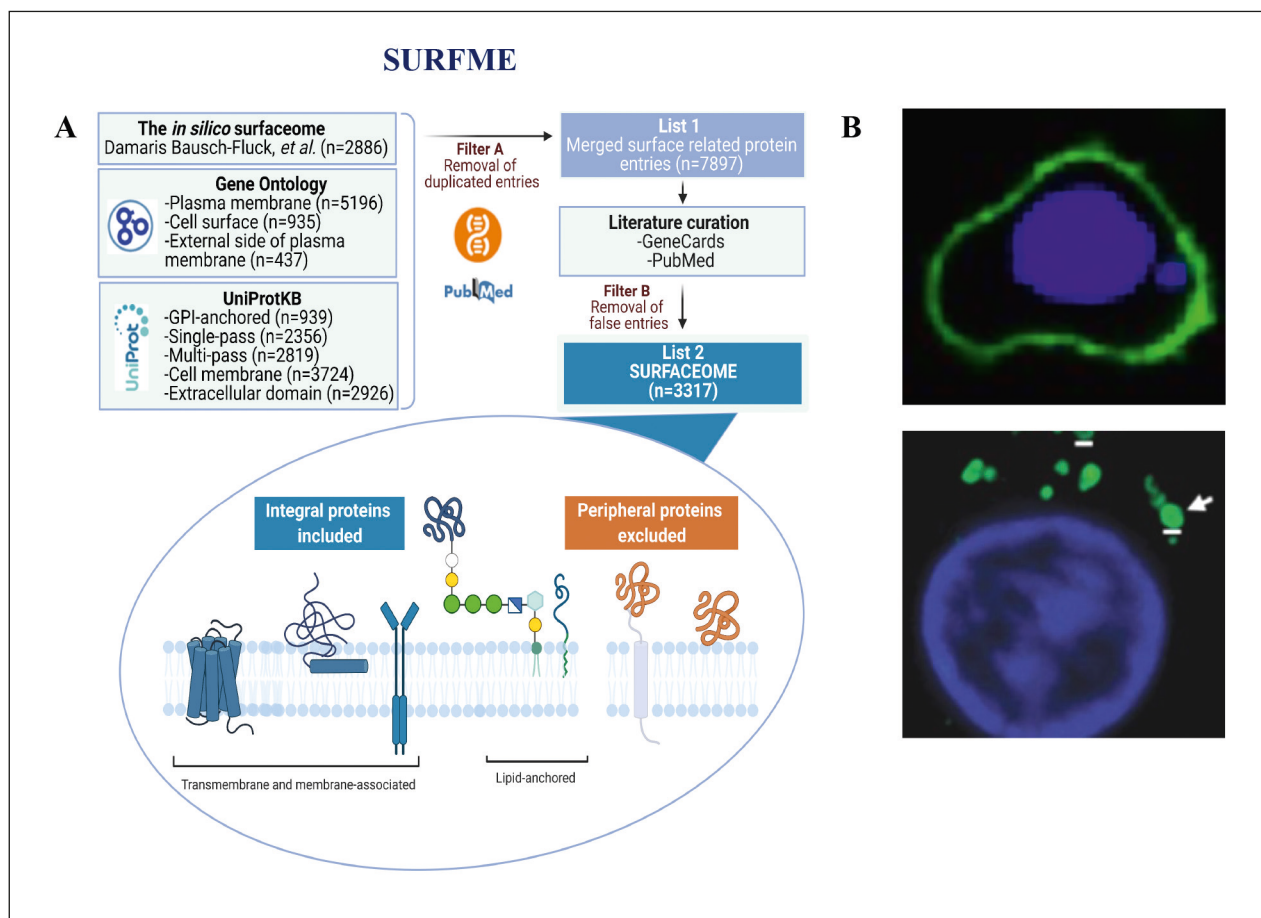 SURFME
A
The in silico surfaceome
Damaris Bausch-Fluck, et al. (n=2886)
Gene Ontology
-Plasma membrane (n=5196)
-Cell surface (n=935)
-External side of plasma
membrane (n=437)
UniProt
UniProtKB
-GPI-anchored (n=939)
-Single-pass (n=2356)
-Multi-pass (n=2819)
-Cell membrane (n=3724)
-Extracellular domain (n=2926)
Filter A
Removal of
duplicated entries
PubMed
List 1
Merged surface related protein
entries (n=7897)
Literature curation
-GeneCards
-PubMed
Filter B
Removal of
false entries
List 2
SURFACEOME
(n=3317)
Integral proteins
included
Peripheral proteins
excluded
Transmembrane and membrane-associated
Lipid-anchored
B